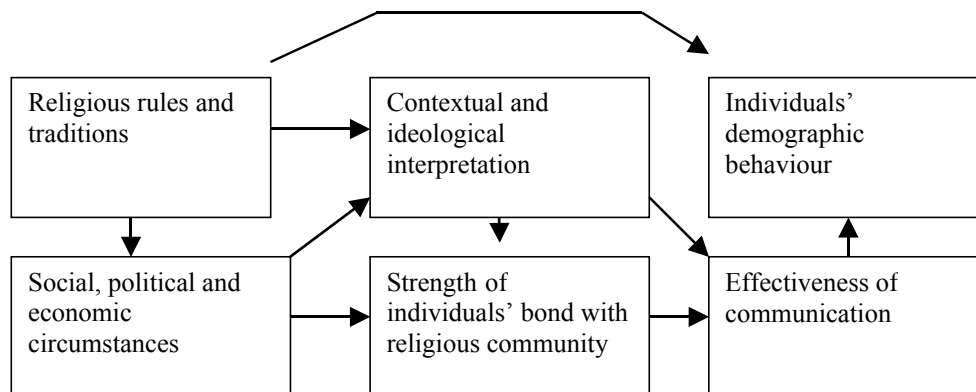 Religious rules and
traditions
Contextual and
ideological
interpretation
Individuals’
demographic
behaviour
Social, political and
economic
circumstances
Strength of
individuals’ bond with
religious community
Effectiveness of
communication